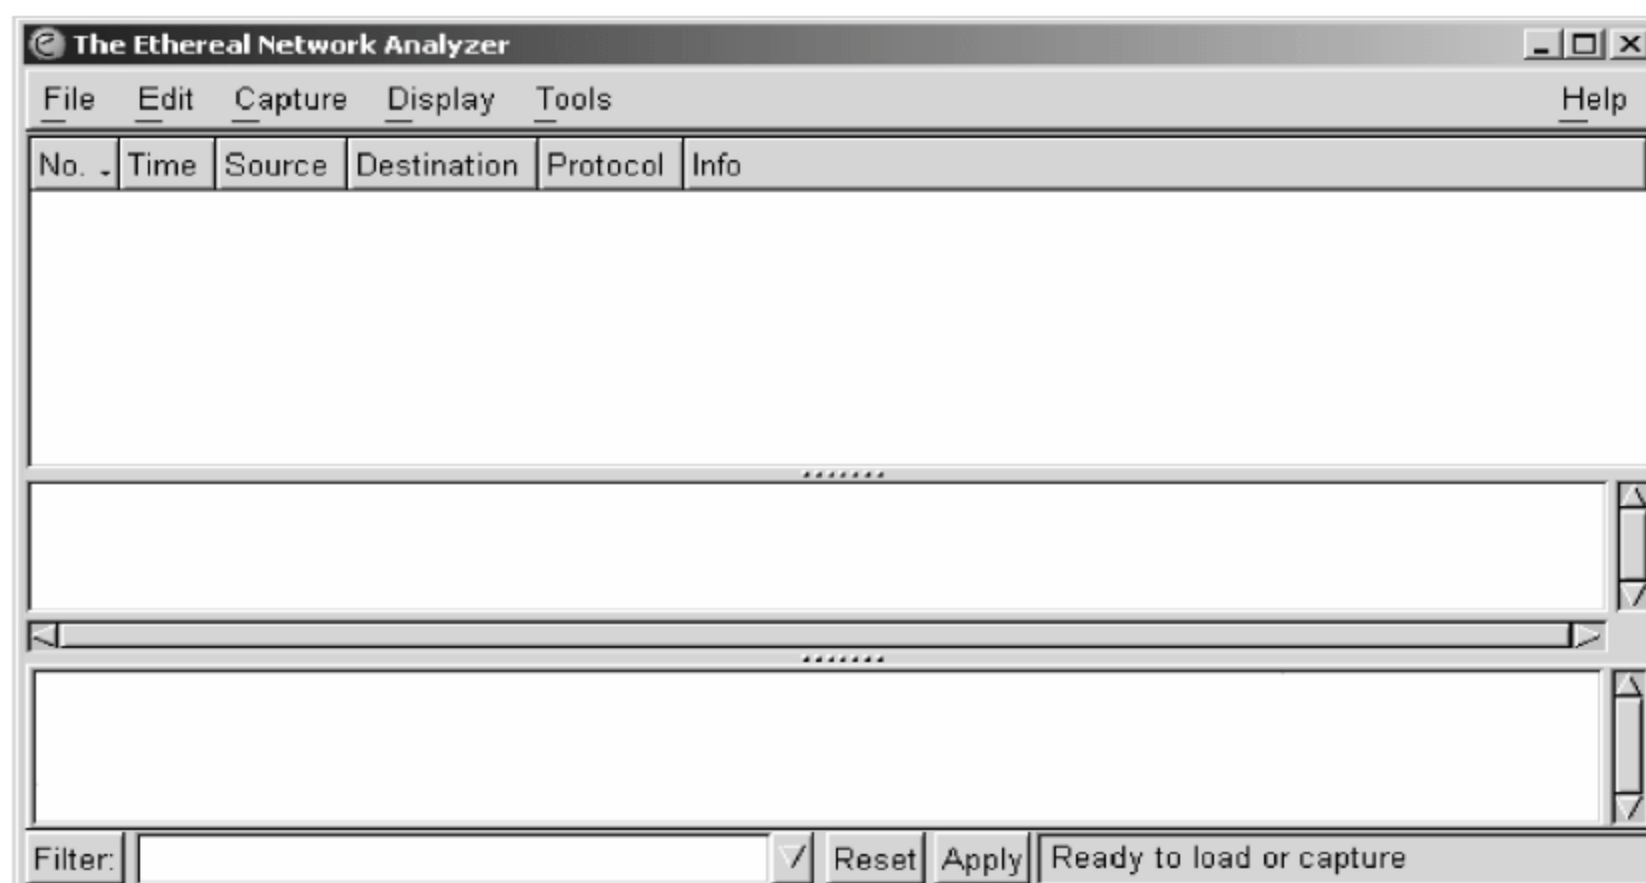 The Ethereal Network Analyzer
File Edit Capture Display Tools Help
No. Time Source Destination Protocol Info
Filter: Reset Apply Ready to load or capture